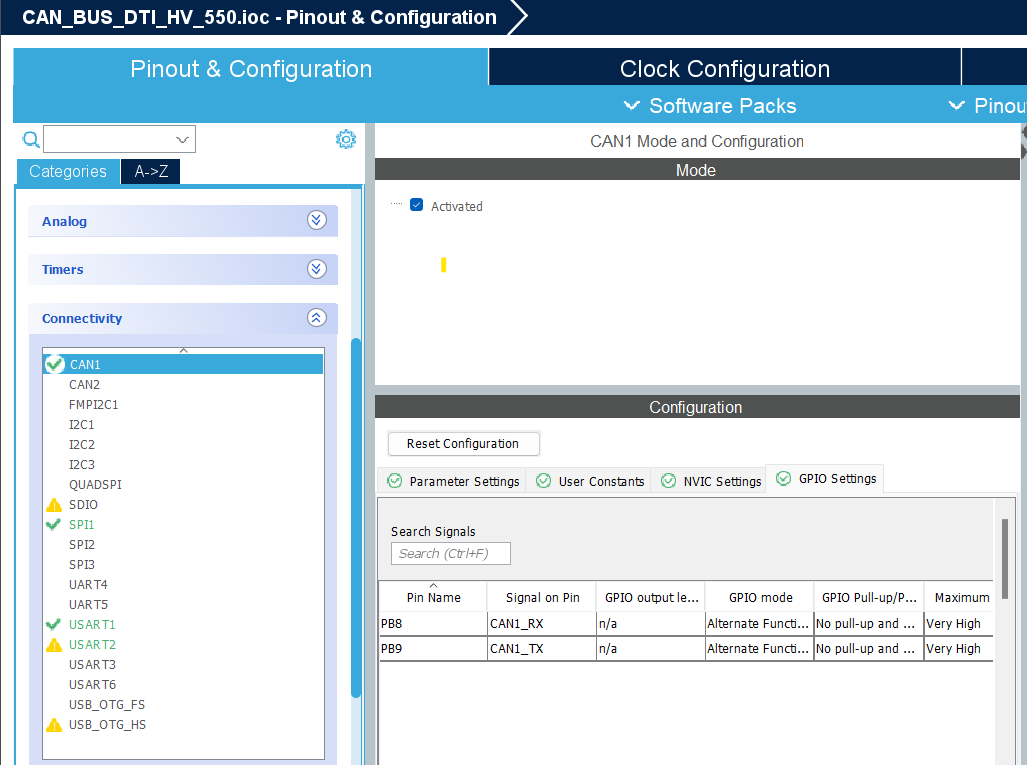 CAN_BUS_DTI_HV_550.ioc - Pinout & Configuration
Pinout & Configuration
Clock Configuration
Software Packs
Pinou
CAN1 Mode and Configuration
Categories
A->Z
Mode
Activated
Analog
Timers
Connectivity
CAN1
CAN2
FMPI2C1
I2C1
I2C2
I2C3
QUADSPI
SDIO
SPI1
SPI2
SPI3
UART4
UART5
USART1
USART2
USART3
USART6
USB_OTG_FS
USB_OTG_HS
Configuration
Reset Configuration
Parameter Settings
User Constants
NVIC Settings
GPIO Settings
Search Signals
Search (Ctrl+F)
Pin Name Signal on Pin GPIO output le... GPIO mode GPIO Pull-up/P... Maximum
PB8 CAN1_RX n/a Alternate Functi... No pull-up and ... Very High
PB9 CAN1_TX n/a Alternate Functi... No pull-up and ... Very High